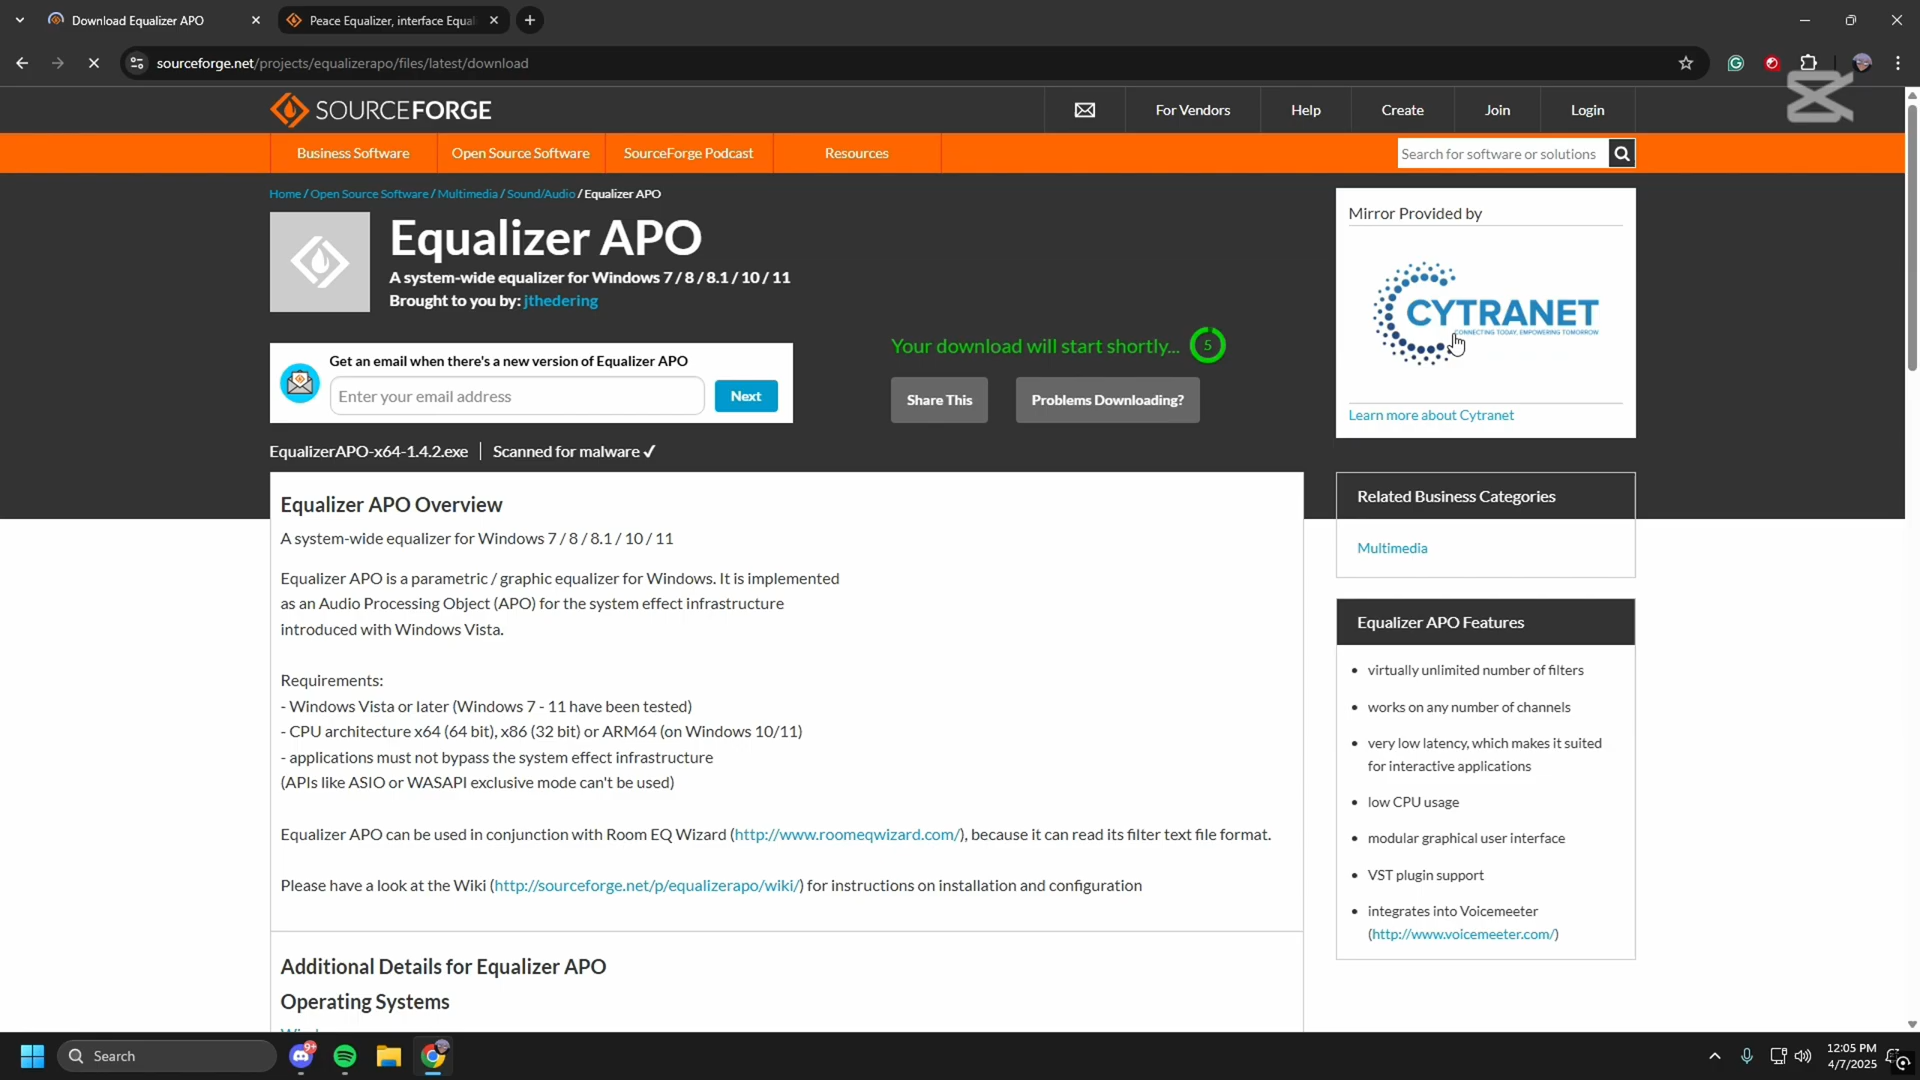 Download Equalizer APO
Peace Equalizer, interface Equal
sourceforge.net/projects/equalizerapo/files/latest/download
SOURCEFORGE
For Vendors
Help
Create
Join
Login
Business Software
Open Source Software
SourceForge Podcast
Resources
Search for software or solutions
Home / Open Source Software / Multimedia / Sound/Audio / Equalizer APO
Equalizer APO
A system-wide equalizer for Windows 7 / 8 / 8.1 / 10 / 11
Brought to you by: jthedering
Mirror Provided by
CYTRANET
CONNECTING TODAY, EMPOWERING TOMORROW
Learn more about Cytranet
Get an email when there's a new version of Equalizer APO
Enter your email address
Next
Your download will start shortly... 5
Share This
Problems Downloading?
EqualizerAPO-x64-1.4.2.exe
Scanned for malware ✓
Equalizer APO Overview
A system-wide equalizer for Windows 7 / 8 / 8.1 / 10 / 11
Equalizer APO is a parametric / graphic equalizer for Windows. It is implemented
as an Audio Processing Object (APO) for the system effect infrastructure
introduced with Windows Vista.
Requirements:
- Windows Vista or later (Windows 7 - 11 have been tested)
- CPU architecture x64 (64 bit), x86 (32 bit) or ARM64 (on Windows 10/11)
- applications must not bypass the system effect infrastructure
(APIs like ASIO or WASAPI exclusive mode can't be used)
Equalizer APO can be used in conjunction with Room EQ Wizard (http://www.roomeqwizard.com/), because it can read its filter text file format.
Please have a look at the Wiki (http://sourceforge.net/p/equalizerapo/wiki/) for instructions on installation and configuration
Additional Details for Equalizer APO
Operating Systems
Related Business Categories
Multimedia
Equalizer APO Features
• virtually unlimited number of filters
• works on any number of channels
• very low latency, which makes it suited
for interactive applications
• low CPU usage
• modular graphical user interface
• VST plugin support
• integrates into Voicemeeter
(http://www.voicemeeter.com/)
Search
9+
12:05 PM
4/7/2025